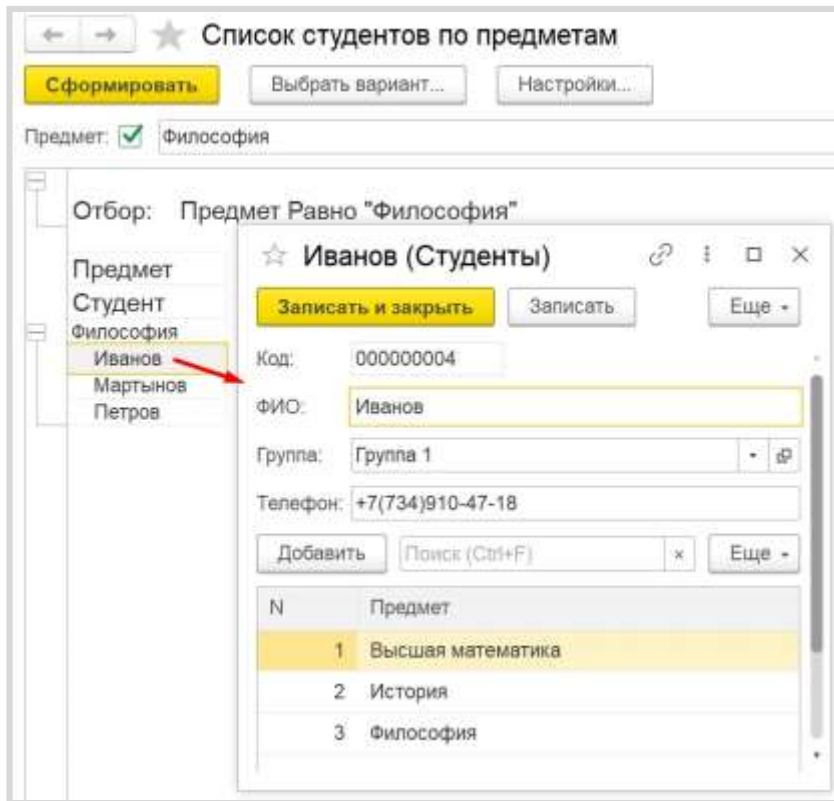 Список студентов по предметам
Сформировать Выбрать вариант... Настройки...
Предмет: Философия
Отбор: Предмет Равно "Философия"
Предмет
Студент
Философия
Иванов
Мартынов
Петров
Иванов (Студенты)
Записать и закрыть Записать Еще
Код: 000000004
ФИО: Иванов
Группа: Группа 1
Телефон: +7(734)910-47-18
Добавить Поиск (Ctrl+F) × Еще
N Предмет
1 Высшая математика
2 История
3 Философия